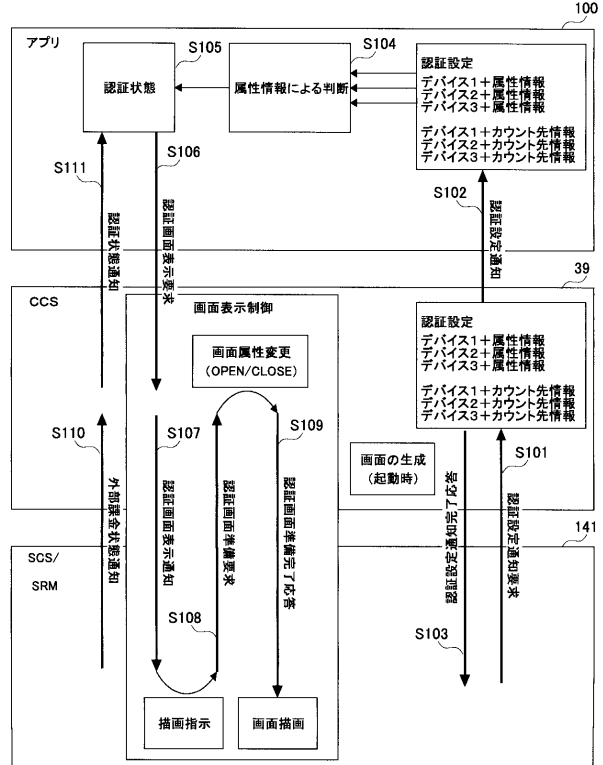 100
アプリ
S105
S104
認証状態
属性情報による判断
認証設定
デバイス1+属性情報
デバイス2+属性情報
デバイス3+属性情報
デバイス1+カウント先情報
デバイス2+カウント先情報
デバイス3+カウント先情報
S106
S111
S102
認証状態通知
認証画面表示要求
認証設定通知
39
CCS
画面表示制御
認証設定
デバイス1+属性情報
デバイス2+属性情報
デバイス3+属性情報
デバイス1+カウント先情報
デバイス2+カウント先情報
デバイス3+カウント先情報
画面属性変更
(OPEN/CLOSE)
S107
S109
S110
S101
画面の生成
(起動時)
外部課金状態通知
認証画面表示通知
認証画面準備要求
認証画面準備完了応答
認証設定通知完了応答
認証設定通知要求
141
SCS/
SRM
S108
S103
描画指示
画面描画